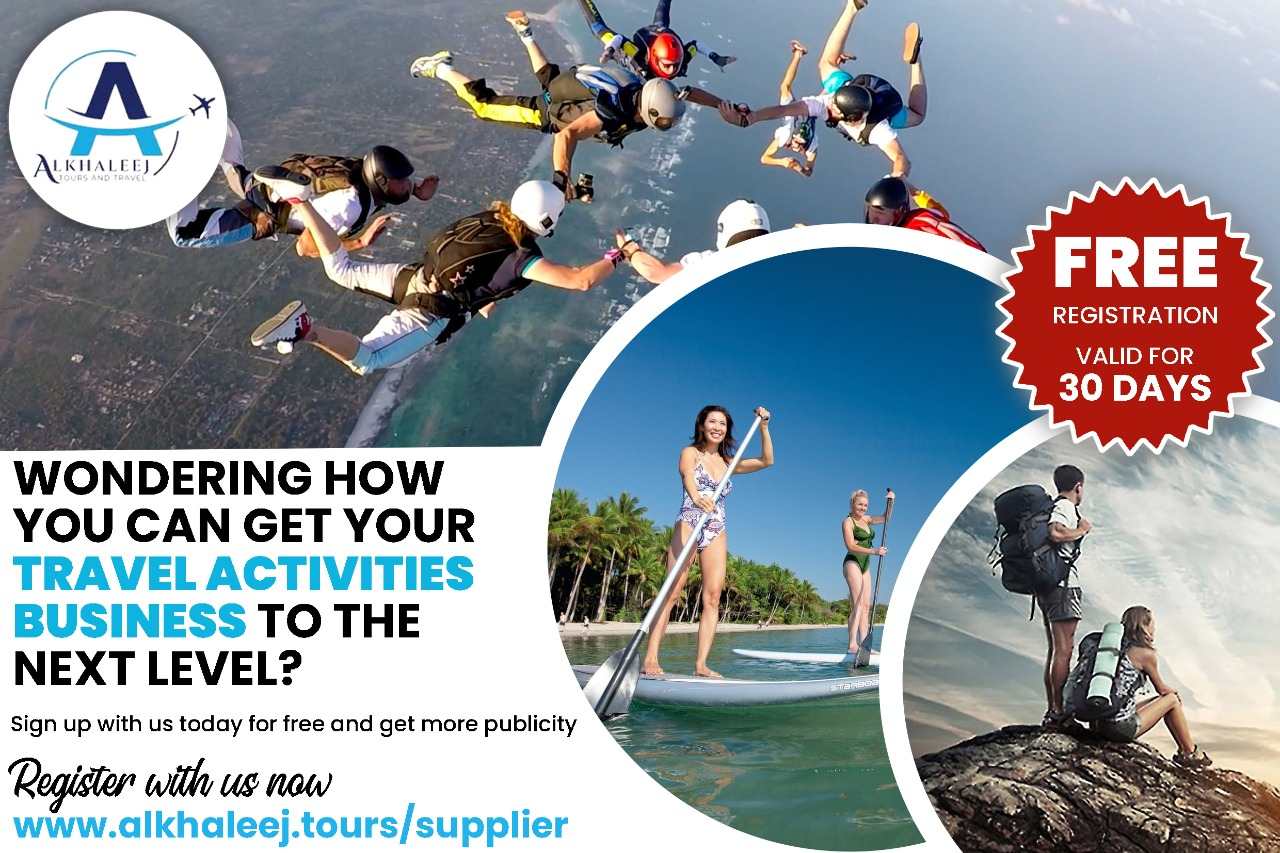 ALKHALEEJ
TOURS AND TRAVEL
FREE
REGISTRATION
VALID FOR
30 DAYS
WONDERING HOW
YOU CAN GET YOUR
TRAVEL ACTIVITIES
BUSINESS TO THE
NEXT LEVEL?
Sign up with us today for free and get more publicity
Register with us now
www.alkhaleej.tours/supplier